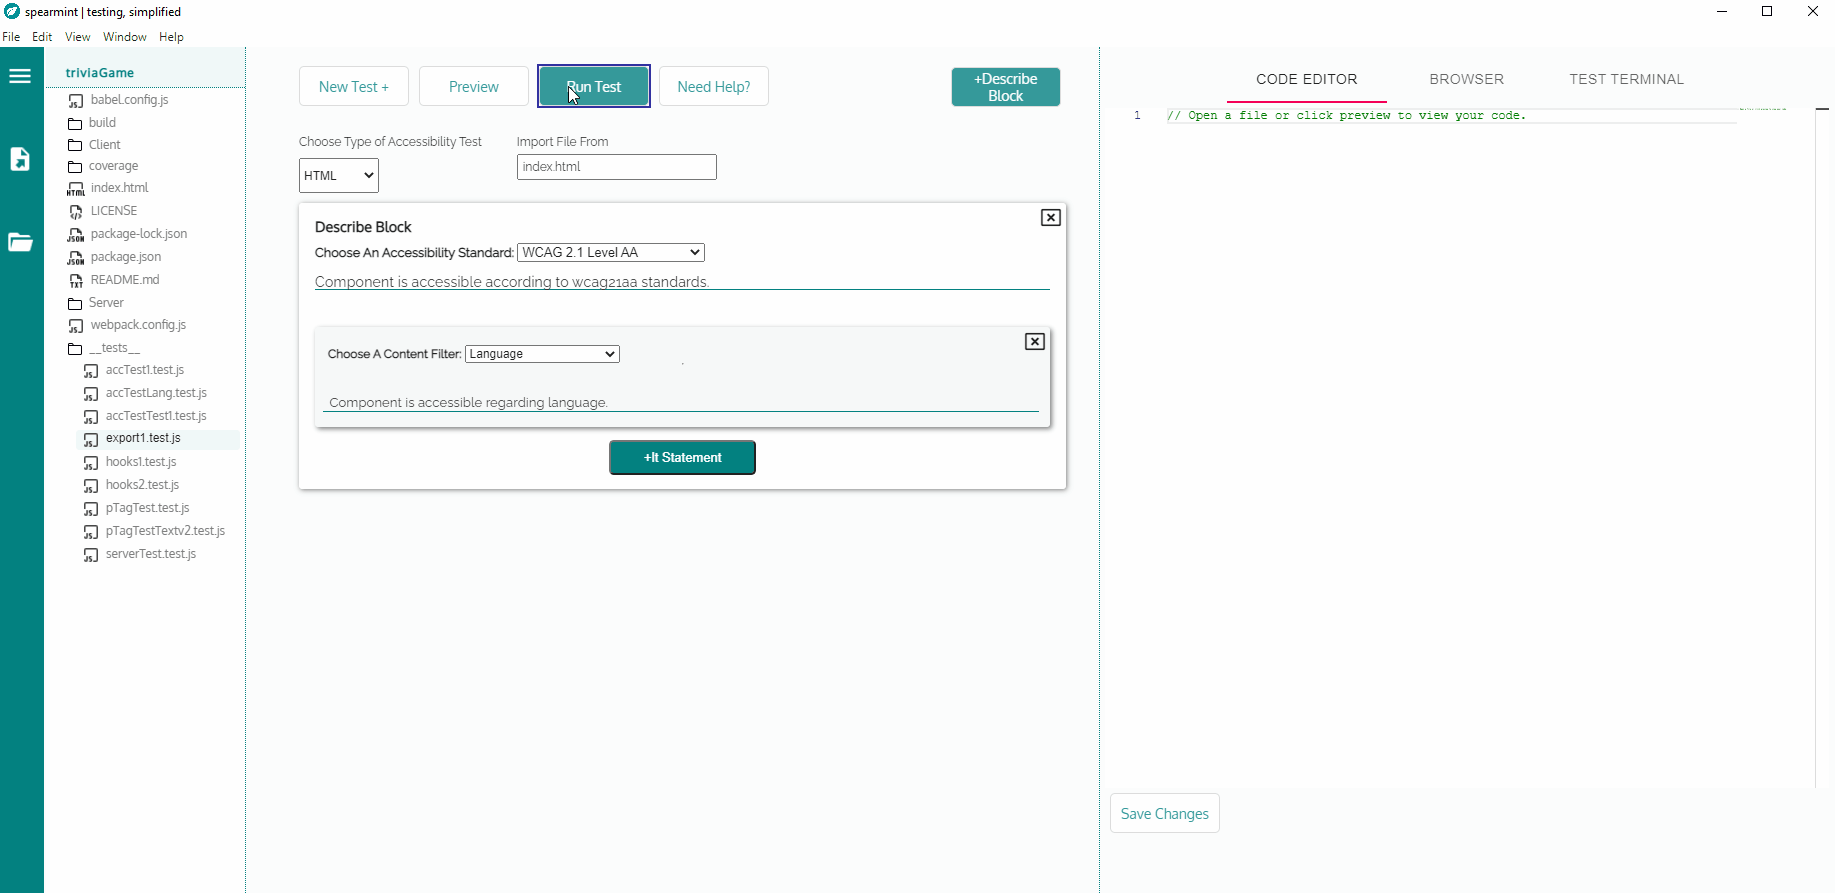 spearmint | testing, simplified
File Edit View Window Help
triviaGame
babel.config.js
build
Client
coverage
index.html
LICENSE
package-lock.json
package.json
README.md
Server
webpack.config.js
__tests__
accTest1.test.js
accTestLang.test.js
accTestTest1.test.js
export1.test.js
hooks1.test.js
hooks2.test.js
pTagTest.test.js
pTagTestTextv2.test.js
serverTest.test.js
New Test +
Preview
Run Test
Need Help?
+Describe
Block
Choose Type of Accessibility Test
HTML
Import File From
index.html
Describe Block
Choose An Accessibility Standard: WCAG 2.1 Level AA
Component is accessible according to wcag21aa standards.
Choose A Content Filter: Language
Component is accessible regarding language.
+It Statement
CODE EDITOR
BROWSER
TEST TERMINAL
1 // Open a file or click preview to view your code.
Save Changes